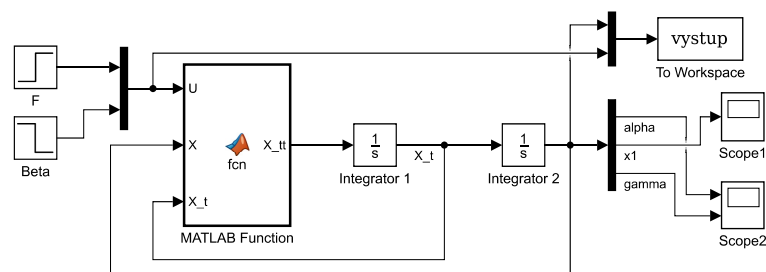 vystup
To Workspace
F
Beta
U
X
X_t
fcn
X_tt
MATLAB Function
1
s
Integrator 1
X_t
1
s
Integrator 2
alpha
x1
gamma
Scope1
Scope2